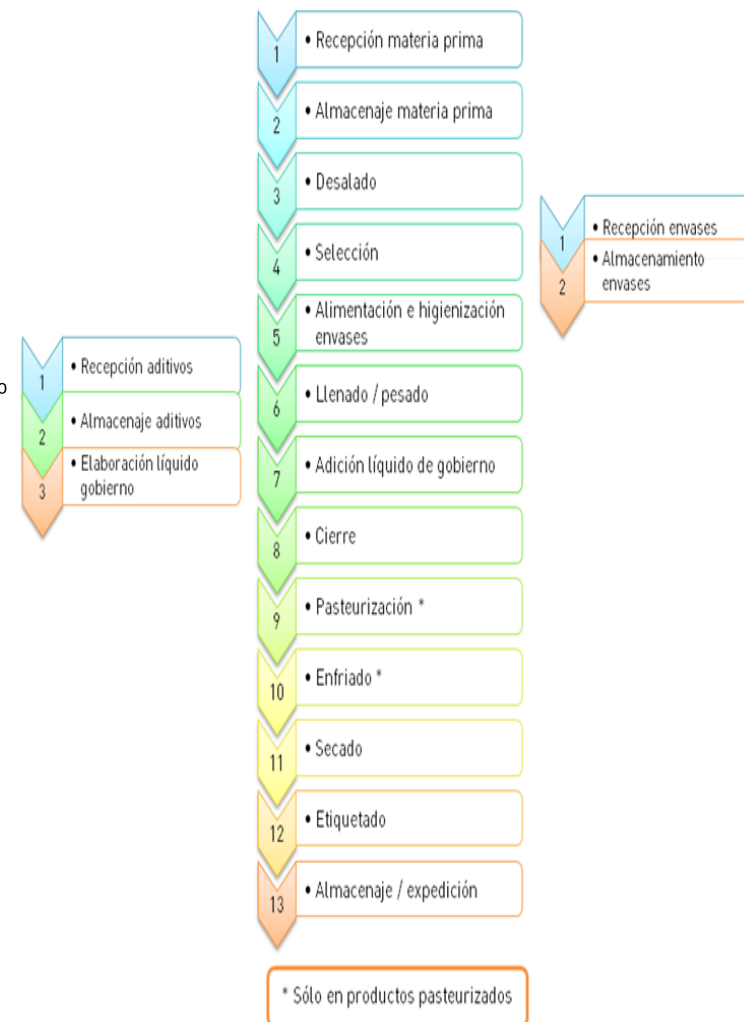 1
• Recepción materia prima
2
• Almacenaje materia prima
3
• Desalado
4
• Selección
5
• Alimentación e higienización
envases
6
• Llenado / pesado
7
• Adición líquido de gobierno
8
• Cierre
9
• Pasteurización *
10
• Enfriado *
11
• Secado
12
• Etiquetado
13
• Almacenaje / expedición
* Sólo en productos pasteurizados
o
1
• Recepción aditivos
2
• Almacenaje aditivos
3
• Elaboración líquido
gobierno
1
• Recepción envases
2
• Almacenamiento
envases